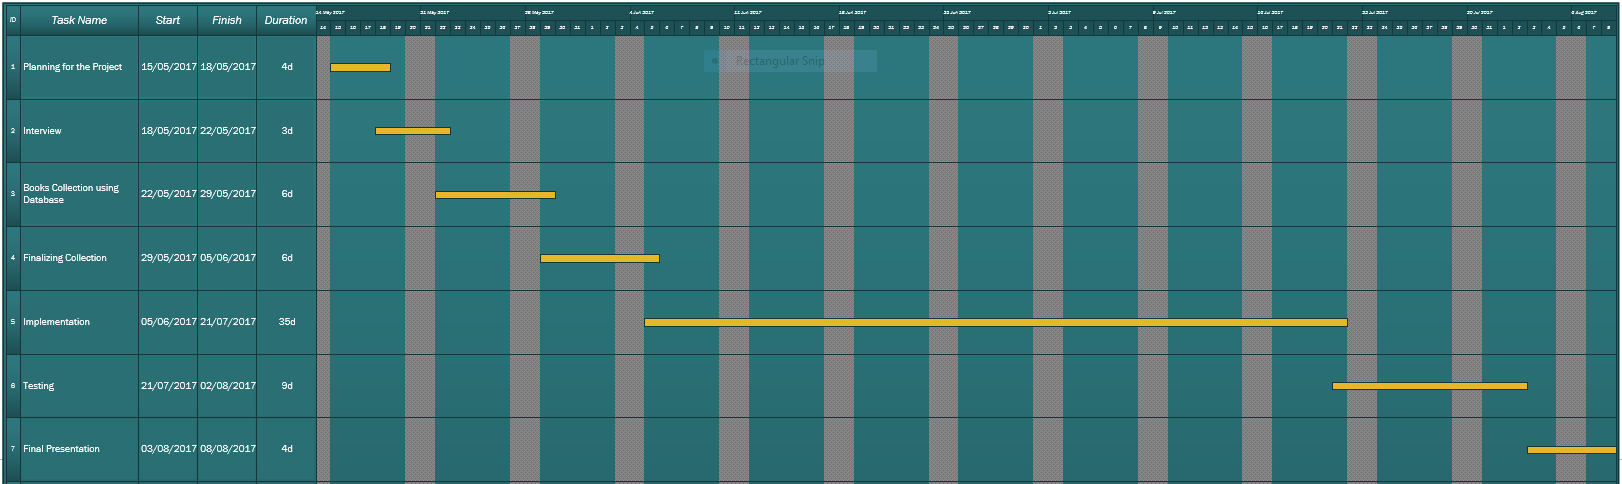 ID Task Name Start Finish Duration
14 May 2017 21 May 2017 28 May 2017 4 Jun 2017 11 Jun 2017 18 Jun 2017 25 Jun 2017 2 Jul 2017 9 Jul 2017 16 Jul 2017 23 Jul 2017 30 Jul 2017 6 Aug 2017
Rectangular Snip
1 Planning for the Project 15/05/2017 18/05/2017 4d
2 Interview 18/05/2017 22/05/2017 3d
3 Books Collection using
Database 22/05/2017 29/05/2017 6d
4 Finalizing Collection 29/05/2017 05/06/2017 6d
5 Implementation 05/06/2017 21/07/2017 35d
6 Testing 21/07/2017 02/08/2017 9d
7 Final Presentation 03/08/2017 08/08/2017 4d